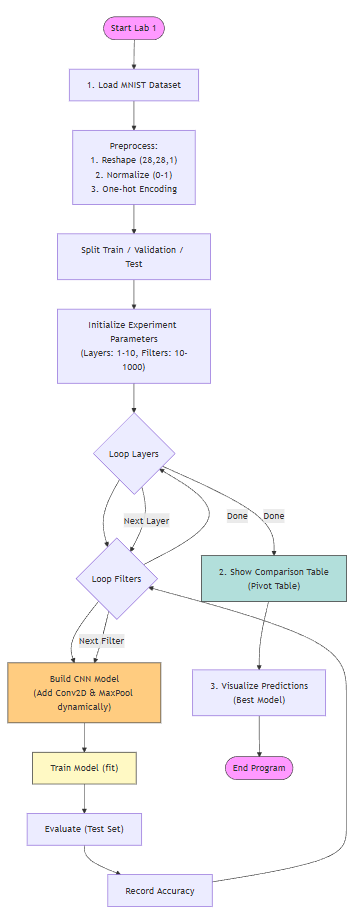 Start Lab 1
1. Load MNIST Dataset
Preprocess:
1. Reshape (28,28,1)
2. Normalize (0-1)
3. One-hot Encoding
Split Train / Validation /
Test
Initialize Experiment
Parameters
(Layers: 1-10, Filters: 10-
1000)
Loop Layers
Next Layer
Done
Done
Loop Filters
2. Show Comparison Table
(Pivot Table)
Next Filter
Build CNN Model
(Add Conv2D & MaxPool
dynamically)
3. Visualize Predictions
(Best Model)
Train Model (fit)
End Program
Evaluate (Test Set)
Record Accuracy